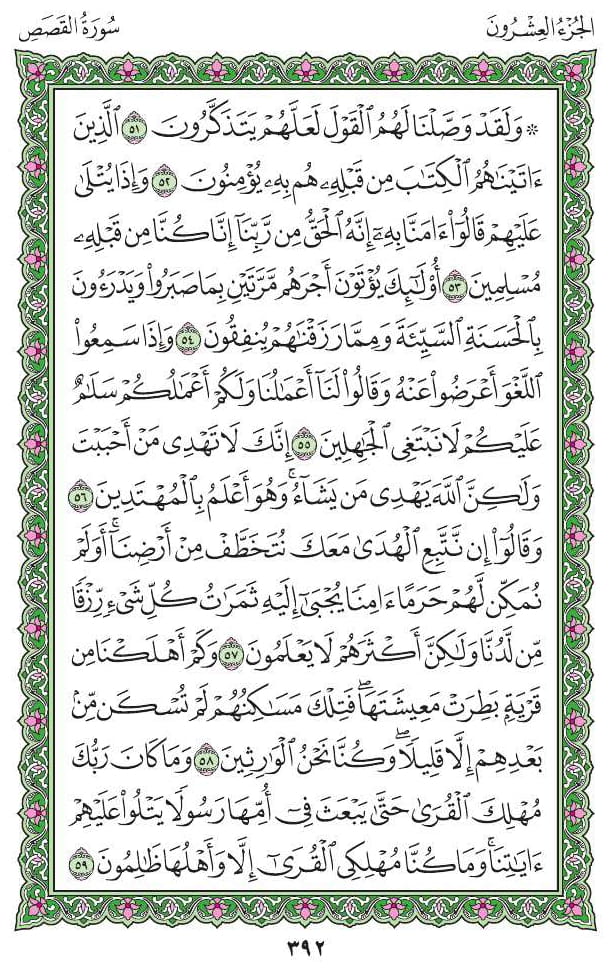 الجُزْءُ العِشْرُونَ
سُورَةُ القَصَصِ
۞ وَلَقَدْ وَصَّلْنَا لَهُمُ ٱلْقَوْلَ لَعَلَّهُمْ يَتَذَكَّرُونَ ٥١ ٱلَّذِينَ
ءَاتَيْنَٰهُمُ ٱلْكِتَٰبَ مِن قَبْلِهِۦ هُم بِهِۦ يُؤْمِنُونَ ٥٢ وَإِذَا يُتْلَىٰ
عَلَيْهِمْ قَالُوٓا۟ ءَامَنَّا بِهِۦٓ إِنَّهُ ٱلْحَقُّ مِن رَّبِّنَآ إِنَّا كُنَّا مِن قَبْلِهِۦ
مُسْلِمِينَ ٥٣ أُو۟لَٰٓئِكَ يُؤْتَوْنَ أَجْرَهُم مَّرَّتَيْنِ بِمَا صَبَرُوا۟ وَيَدْرَءُونَ
بِٱلْحَسَنَةِ ٱلسَّيِّئَةَ وَمِمَّا رَزَقْنَٰهُمْ يُنفِقُونَ ٥٤ وَإِذَا سَمِعُوا۟
ٱللَّغْوَ أَعْرَضُوا۟ عَنْهُ وَقَالُوا۟ لَنَآ أَعْمَٰلُنَا وَلَكُمْ أَعْمَٰلُكُمْ سَلَٰمٌ
عَلَيْكُمْ لَا نَبْتَغِى ٱلْجَٰهِلِينَ ٥٥ إِنَّكَ لَا تَهْدِى مَنْ أَحْبَبْتَ
وَلَٰكِنَّ ٱللَّهَ يَهْدِى مَن يَشَآءُ ۚ وَهُوَ أَعْلَمُ بِٱلْمُهْتَدِينَ ٥٦
وَقَالُوٓا۟ إِن نَّتَّبِعِ ٱلْهُدَىٰ مَعَكَ نُتَخَطَّفْ مِنْ أَرْضِنَآ ۚ أَوَلَمْ
نُمَكِّن لَّهُمْ حَرَمًا ءَامِنًا يُجْبَىٰٓ إِلَيْهِ ثَمَرَٰتُ كُلِّ شَىْءٍ رِّزْقًا
مِّن لَّدُنَّا وَلَٰكِنَّ أَكْثَرَهُمْ لَا يَعْلَمُونَ ٥٧ وَكَمْ أَهْلَكْنَا مِن
قَرْيَةٍۭ بَطِرَتْ مَعِيشَتَهَا ۖ فَتِلْكَ مَسَٰكِنُهُمْ لَمْ تُسْكَن مِّنۢ
بَعْدِهِمْ إِلَّا قَلِيلًا ۖ وَكُنَّا نَحْنُ ٱلْوَٰرِثِينَ ٥٨ وَمَا كَانَ رَبُّكَ
مُهْلِكَ ٱلْقُرَىٰ حَتَّىٰ يَبْعَثَ فِىٓ أُمِّهَا رَسُولًا يَتْلُوا۟ عَلَيْهِمْ
ءَايَٰتِنَا ۚ وَمَا كُنَّا مُهْلِكِى ٱلْقُرَىٰٓ إِلَّا وَأَهْلُهَا ظَٰلِمُونَ ٥٩
٣٩٢